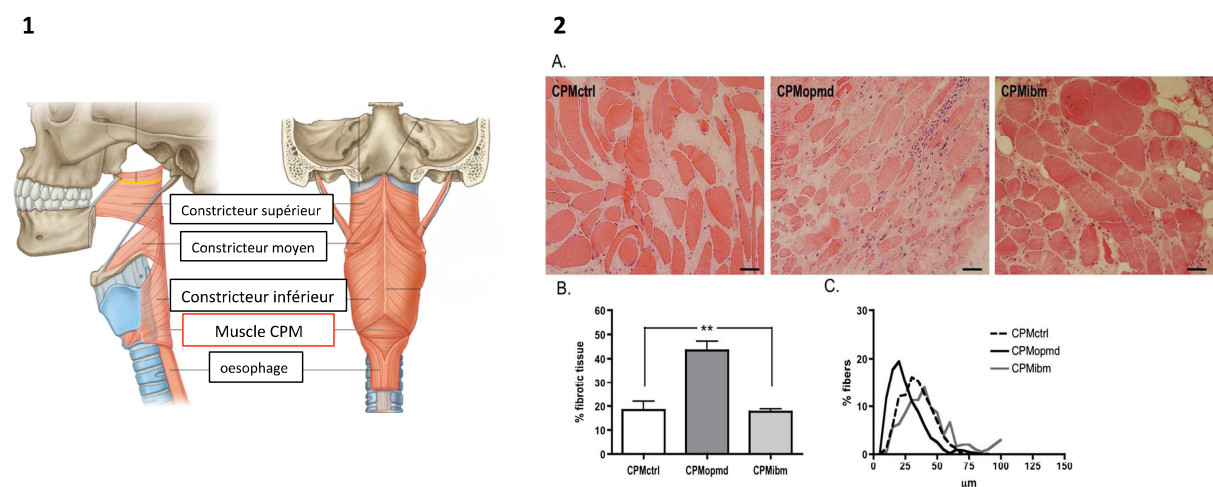 1
Constricteur supérieur
Constricteur moyen
Constricteur inférieur
Muscle CPM
oesophage
2
A.
CPMctrl
CPMopmd
CPMibm
B.
% fibrotic tissue
60
50
40
30
20
10
0
**
CPMctrl
CPMopmd
CPMibm
C.
% fibers
30
20
10
0
0
25
50
75
100
125
150
µm
CPMctrl
CPMopmd
CPMibm